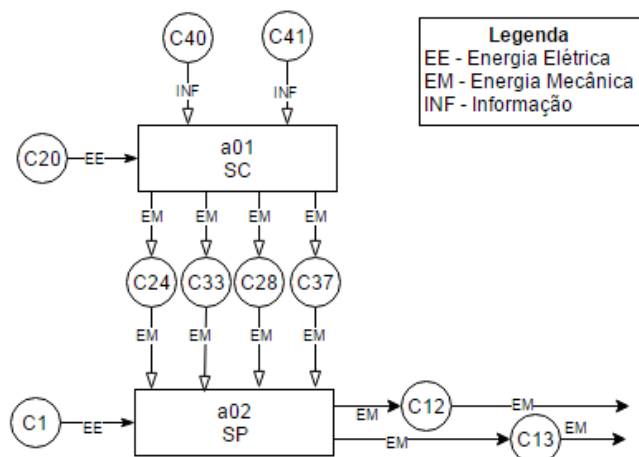 C40
C41
Legenda
EE - Energia Elétrica
EM - Energia Mecânica
INF - Informação
INF
INF
C20
EE
a01
SC
EM
EM
EM
EM
C24
C33
C28
C37
EM
EM
EM
EM
C1
EE
a02
SP
EM
C12
EM
EM
C13
EM